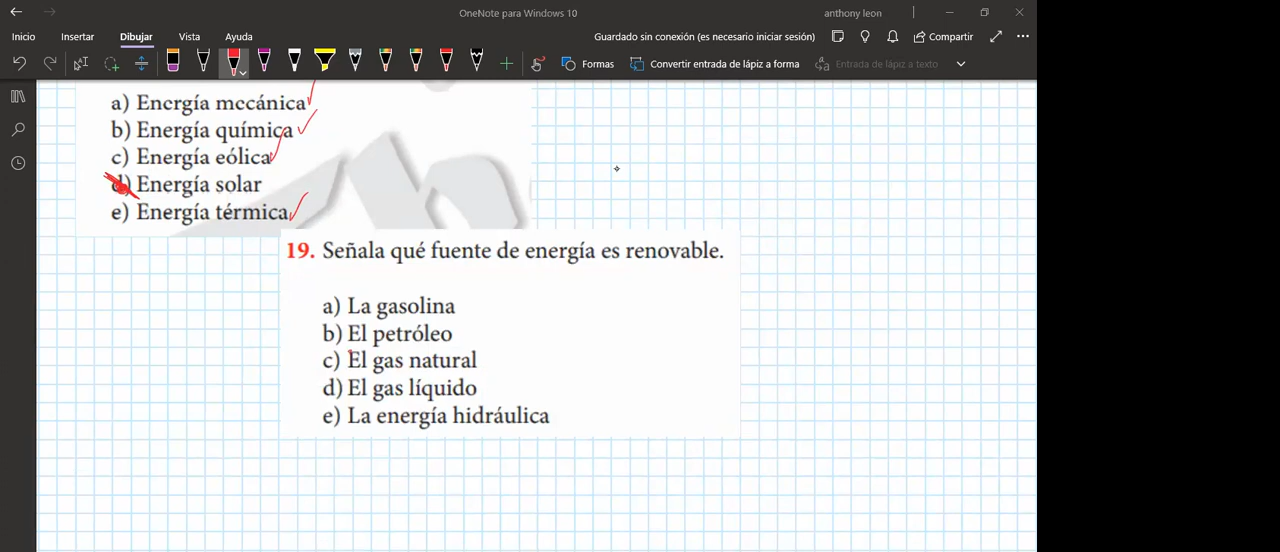 OneNote para Windows 10
anthony leon
Inicio Insertar Dibujar Vista Ayuda
Guardado sin conexión (es necesario iniciar sesión)
Compartir
Formas
Convertir entrada de lápiz a forma
Entrada de lápiz a texto
a) Energía mecánica
b) Energía química
c) Energía eólica
d) Energía solar
e) Energía térmica
19. Señala qué fuente de energía es renovable.
a) La gasolina
b) El petróleo
c) El gas natural
d) El gas líquido
e) La energía hidráulica